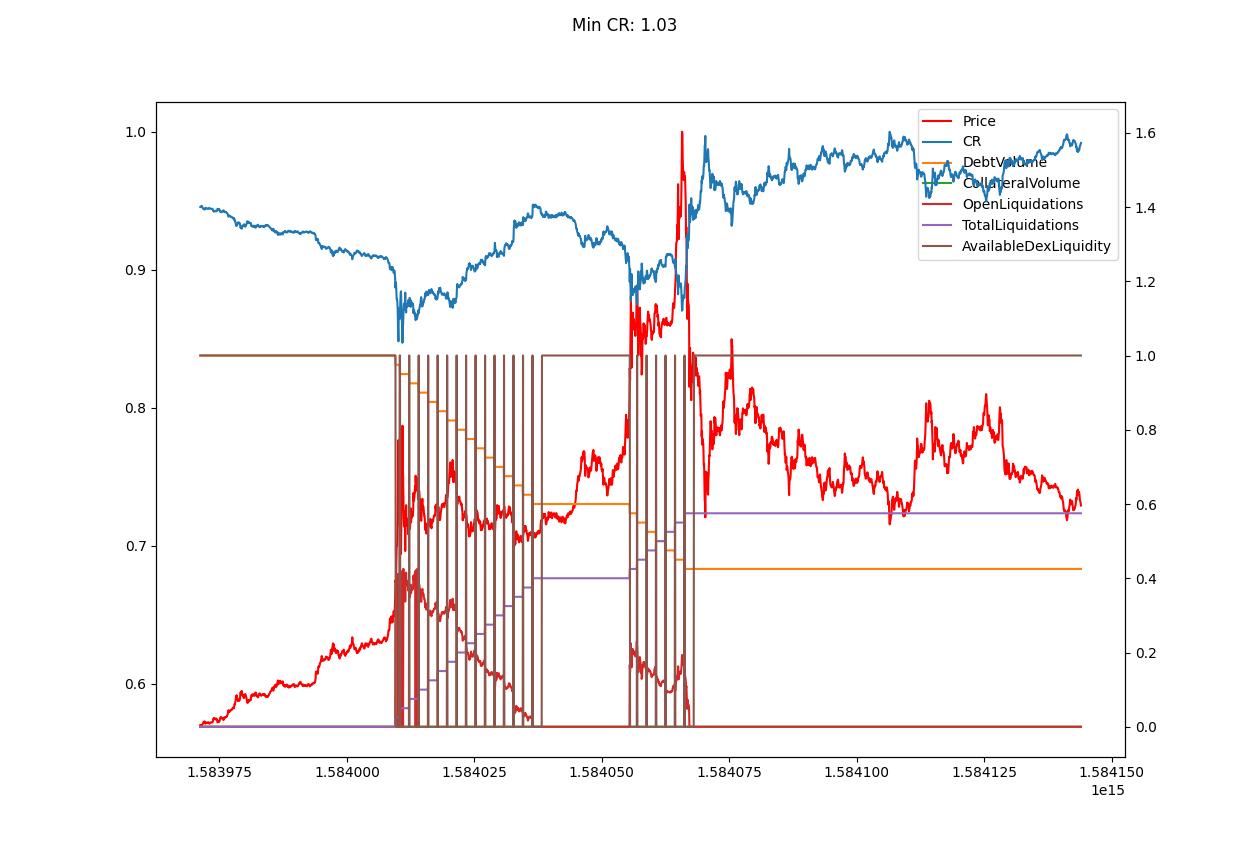 Min CR: 1.03
1.0
0.9
0.8
0.7
0.6
1.6
1.4
1.2
1.0
0.8
0.6
0.4
0.2
0.0
Price
CR
DebtVolume
CollateralVolume
OpenLiquidations
TotalLiquidations
AvailableDexLiquidity
1.583975 1.584000 1.584025 1.584050 1.584075 1.584100 1.584125 1.584150
1e15